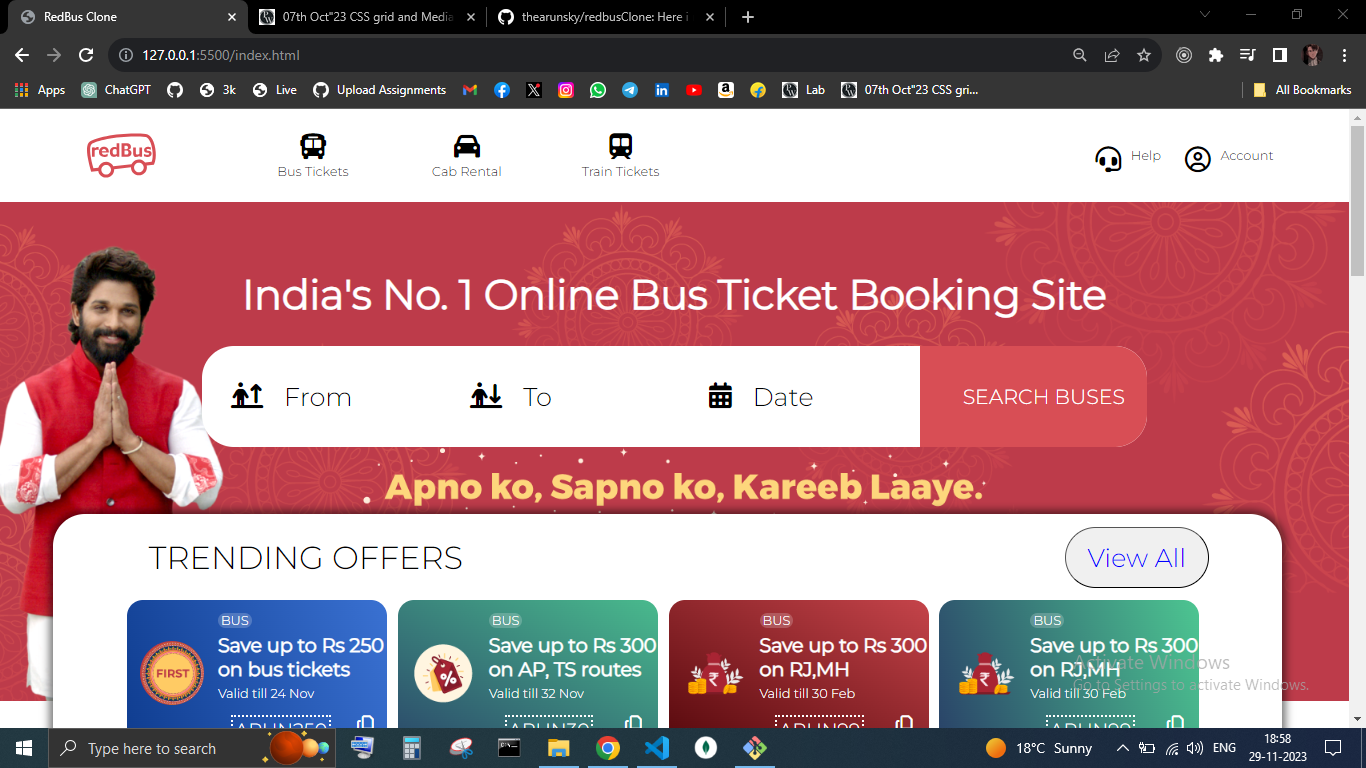 RedBus Clone
07th Oct"23 CSS grid and Media
thearunsky/redbusClone: Here i
127.0.0.1:5500/index.html
Apps ChatGPT 3k Live Upload Assignments Lab 07th Oct"23 CSS gri... All Bookmarks
redBus
Bus Tickets
Cab Rental
Train Tickets
Help
Account
India's No. 1 Online Bus Ticket Booking Site
From
To
Date
SEARCH BUSES
Apno ko, Sapno ko, Kareeb Laaye.
TRENDING OFFERS
View All
BUS
Save up to Rs 250
on bus tickets
Valid till 24 Nov
FIRST
BUS
Save up to Rs 300
on AP, TS routes
Valid till 32 Nov
%
BUS
Save up to Rs 300
on RJ,MH
Valid till 30 Feb
₹
BUS
Save up to Rs 300
on RJ,MH
Valid till 30 Feb
₹
Activate Windows
Go to Settings to activate Windows.
Type here to search
18°C Sunny
ENG
18:58
29-11-2023